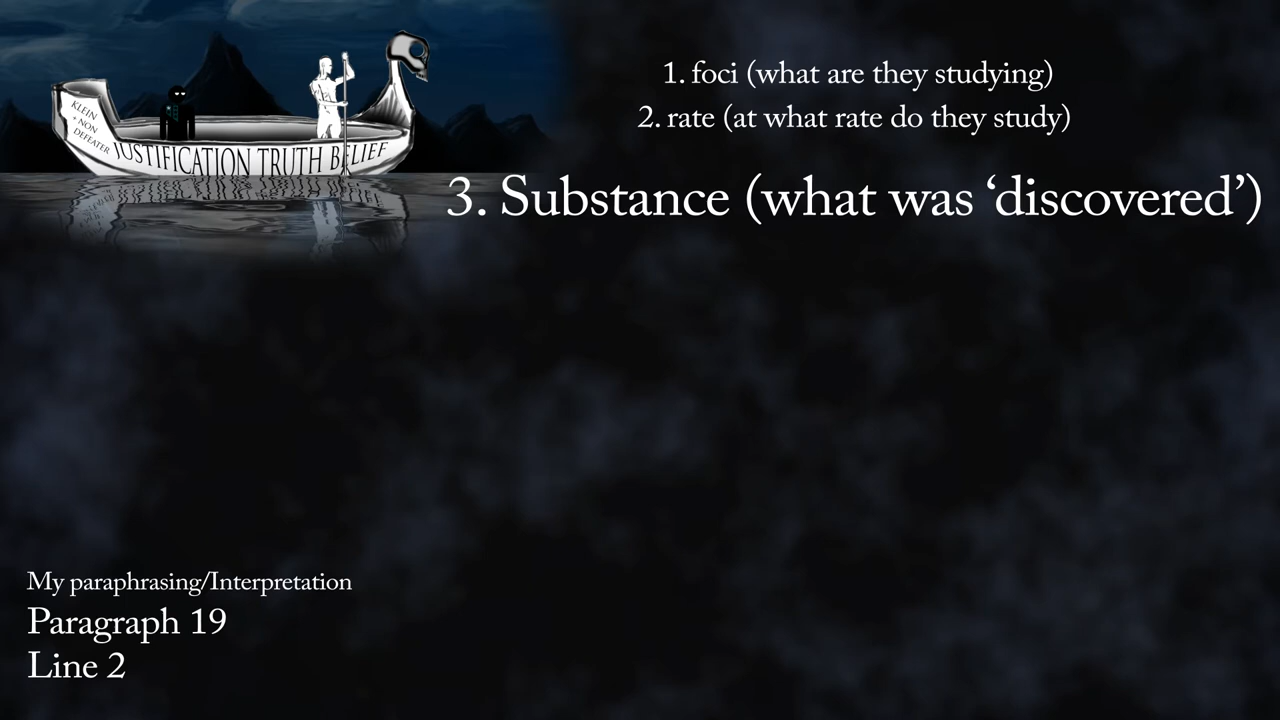 KLEIN
+ NON
DEFEATER
JUSTIFICATION TRUTH BELIEF
1. foci (what are they studying)
2. rate (at what rate do they study)
3. Substance (what was ‘discovered’)
My paraphrasing/Interpretation
Paragraph 19
Line 2